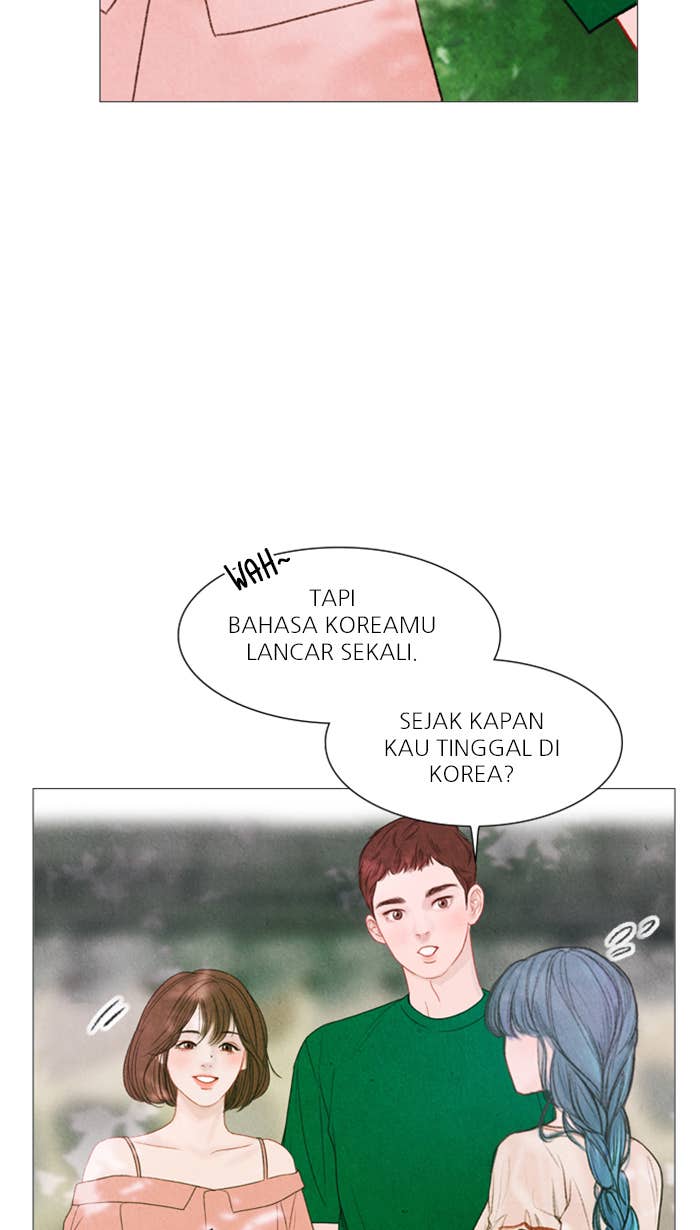 WAH~
TAPI
BAHASA KOREAMU
LANCAR SEKALI.
SEJAK KAPAN
KAU TINGGAL DI
KOREA?